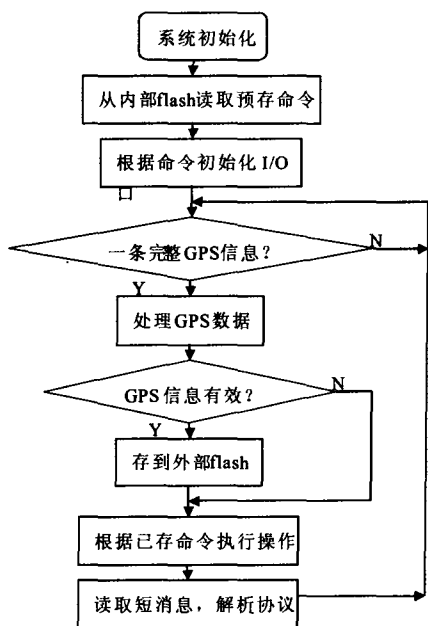 系统初始化
从内部flash读取预存命令
根据命令初始化 I/O
口
一条完整GPS信息？
N
Y
处理GPS数据
GPS信息有效？
N
Y
存到外部flash
根据已存命令执行操作
读取短消息，解析协议